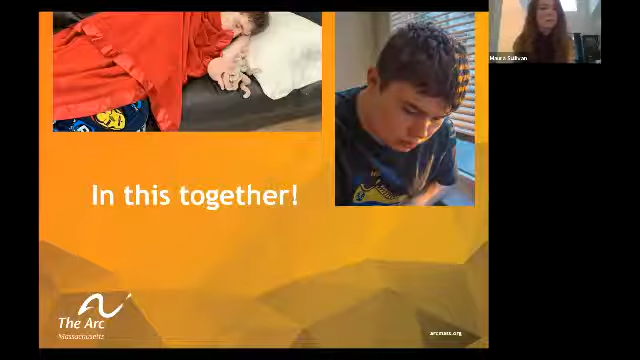 Maura Sullivan
In this together!
The Arc
Massachusetts
arcmass.org